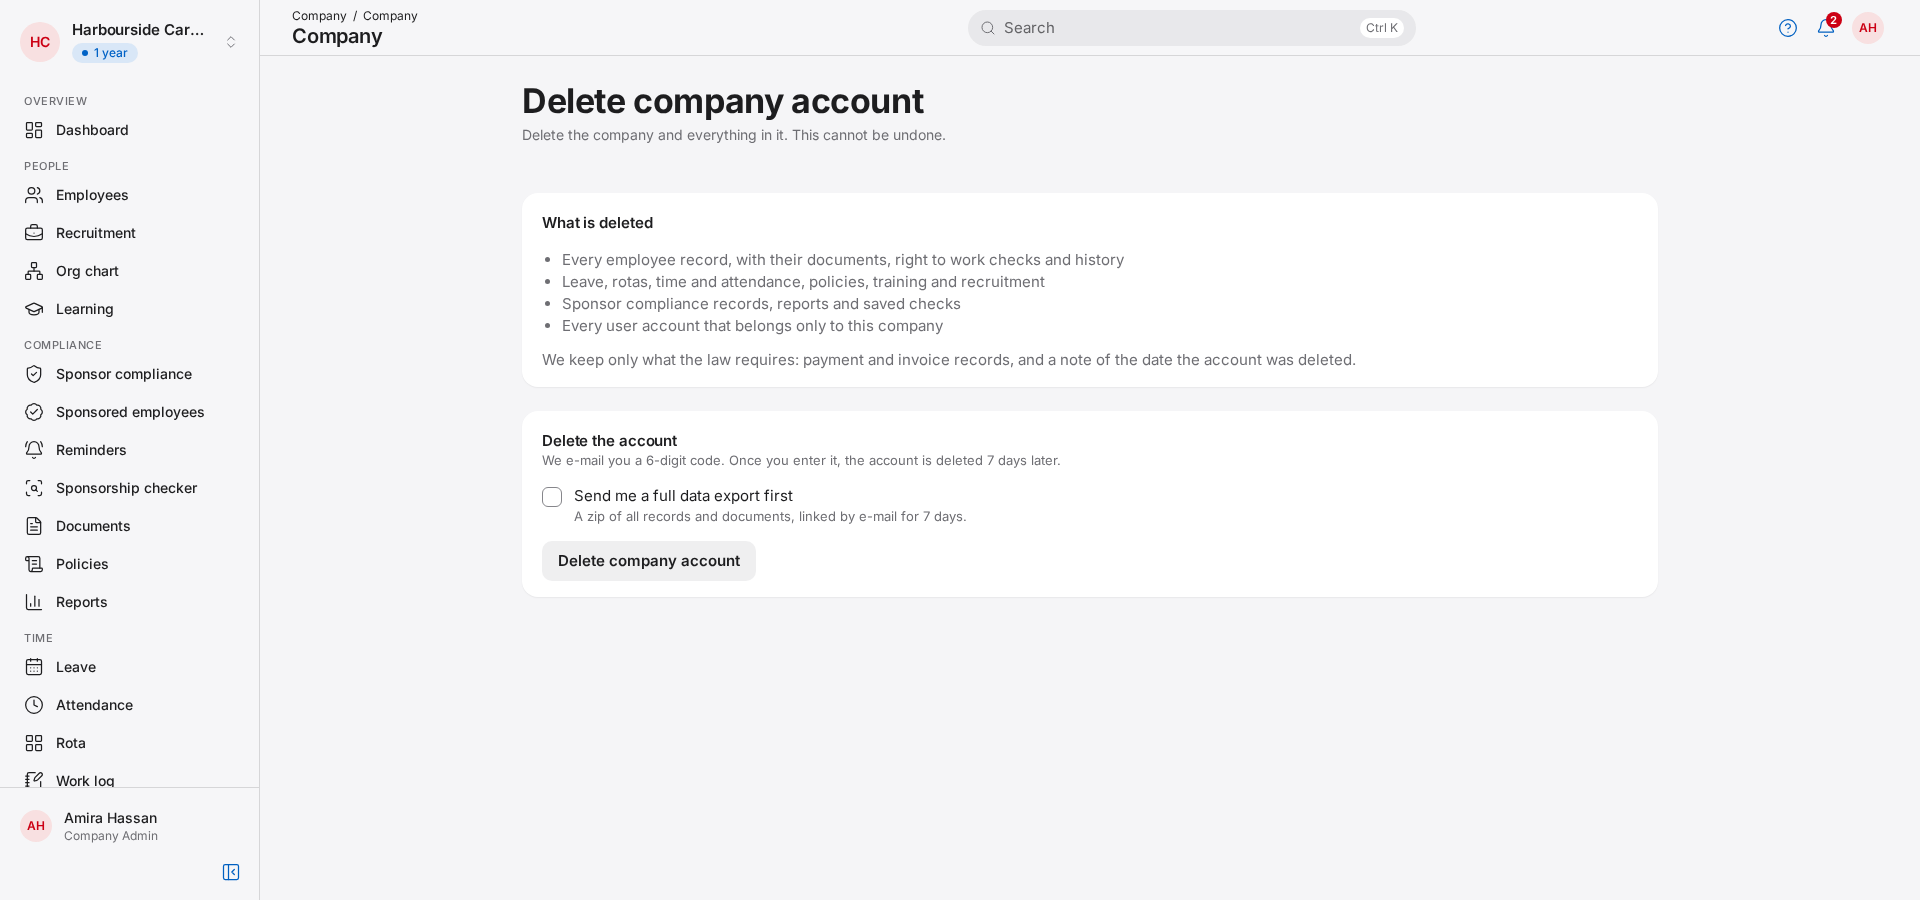 HC
Harbourside Car...
1 year
OVERVIEW
Dashboard
PEOPLE
Employees
Recruitment
Org chart
Learning
COMPLIANCE
Sponsor compliance
Sponsored employees
Reminders
Sponsorship checker
Documents
Policies
Reports
TIME
Leave
Attendance
Rota
Work log
AH
Amira Hassan
Company Admin
Company / Company
Company
Search
Ctrl K
2
AH
Delete company account
Delete the company and everything in it. This cannot be undone.
What is deleted
• Every employee record, with their documents, right to work checks and history
• Leave, rotas, time and attendance, policies, training and recruitment
• Sponsor compliance records, reports and saved checks
• Every user account that belongs only to this company
We keep only what the law requires: payment and invoice records, and a note of the date the account was deleted.
Delete the account
We e-mail you a 6-digit code. Once you enter it, the account is deleted 7 days later.
Send me a full data export first
A zip of all records and documents, linked by e-mail for 7 days.
Delete company account